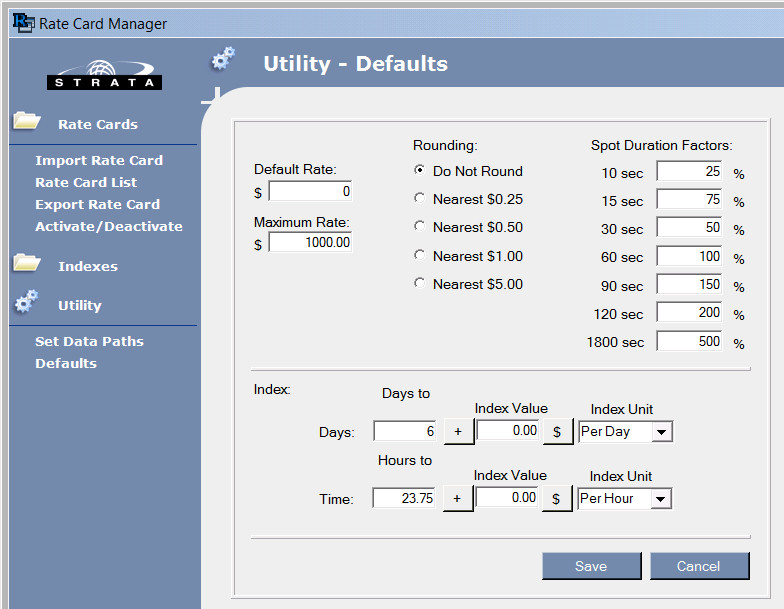 Rate Card Manager
STRATA
Utility - Defaults
Rate Cards
Import Rate Card
Rate Card List
Export Rate Card
Activate/Deactivate
Indexes
Utility
Set Data Paths
Defaults
Default Rate:
$ 0
Maximum Rate:
$ 1000.00
Rounding:
Do Not Round
Nearest $0.25
Nearest $0.50
Nearest $1.00
Nearest $5.00
Spot Duration Factors:
10 sec 25 %
15 sec 75 %
30 sec 50 %
60 sec 100 %
90 sec 150 %
120 sec 200 %
1800 sec 500 %
Index:
Days to
Index Value
Index Unit
Days: 6 + 0.00 $ Per Day
Hours to
Index Value
Index Unit
Time: 23.75 + 0.00 $ Per Hour
Save
Cancel